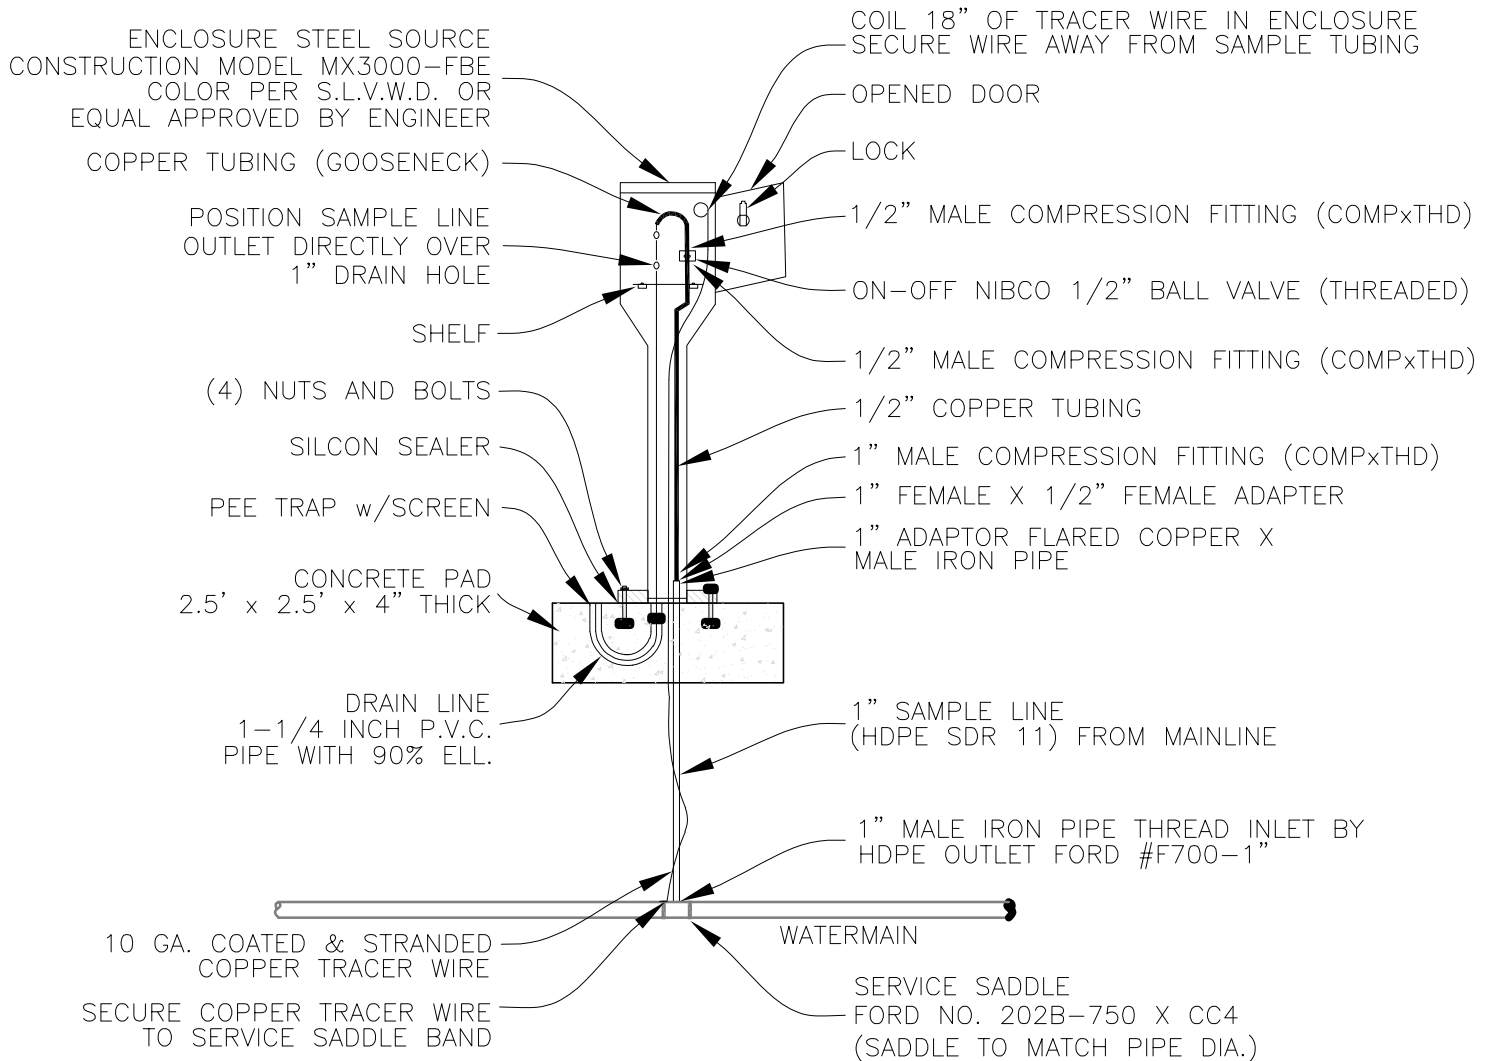 ENCLOSURE STEEL SOURCE
CONSTRUCTION MODEL MX3000-FBE
COLOR PER S.L.V.W.D. OR
EQUAL APPROVED BY ENGINEER
COPPER TUBING (GOOSENECK)
POSITION SAMPLE LINE
OUTLET DIRECTLY OVER
1" DRAIN HOLE
SHELF
(4) NUTS AND BOLTS
SILCON SEALER
PEE TRAP w/SCREEN
CONCRETE PAD
2.5' x 2.5' x 4" THICK
DRAIN LINE
1-1/4 INCH P.V.C.
PIPE WITH 90% ELL.
10 GA. COATED & STRANDED
COPPER TRACER WIRE
SECURE COPPER TRACER WIRE
TO SERVICE SADDLE BAND
COIL 18" OF TRACER WIRE IN ENCLOSURE
SECURE WIRE AWAY FROM SAMPLE TUBING
OPENED DOOR
LOCK
1/2" MALE COMPRESSION FITTING (COMPxTHD)
ON-OFF NIBCO 1/2" BALL VALVE (THREADED)
1/2" MALE COMPRESSION FITTING (COMPxTHD)
1/2" COPPER TUBING
1" MALE COMPRESSION FITTING (COMPxTHD)
1" FEMALE X 1/2" FEMALE ADAPTER
1" ADAPTOR FLARED COPPER X
MALE IRON PIPE
1" SAMPLE LINE
(HDPE SDR 11) FROM MAINLINE
1" MALE IRON PIPE THREAD INLET BY
HDPE OUTLET FORD #F700-1"
WATERMAIN
SERVICE SADDLE
FORD NO. 202B-750 X CC4
(SADDLE TO MATCH PIPE DIA.)